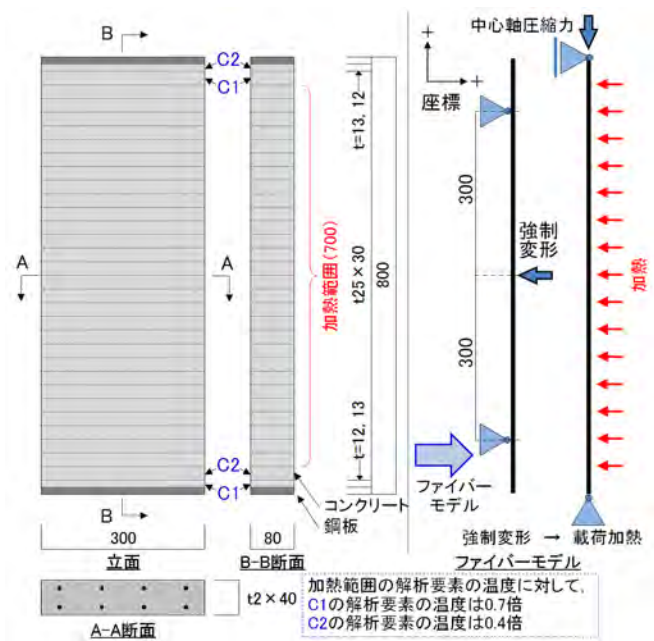 B
C2
C1
A
A
加熱範囲(700)
t=13, 12
t25×30
800
t=12, 13
C2
C1
コンクリート
鋼板
B
300
80
立面
B-B断面
t2×40
A-A断面
中心軸圧縮力
+
+
座標
300
強制
変形
300
加熱
ファイバー
モデル
強制変形 → 載荷加熱
ファイバーモデル
加熱範囲の解析要素の温度に対して,
C1の解析要素の温度は0.7倍
C2の解析要素の温度は0.4倍